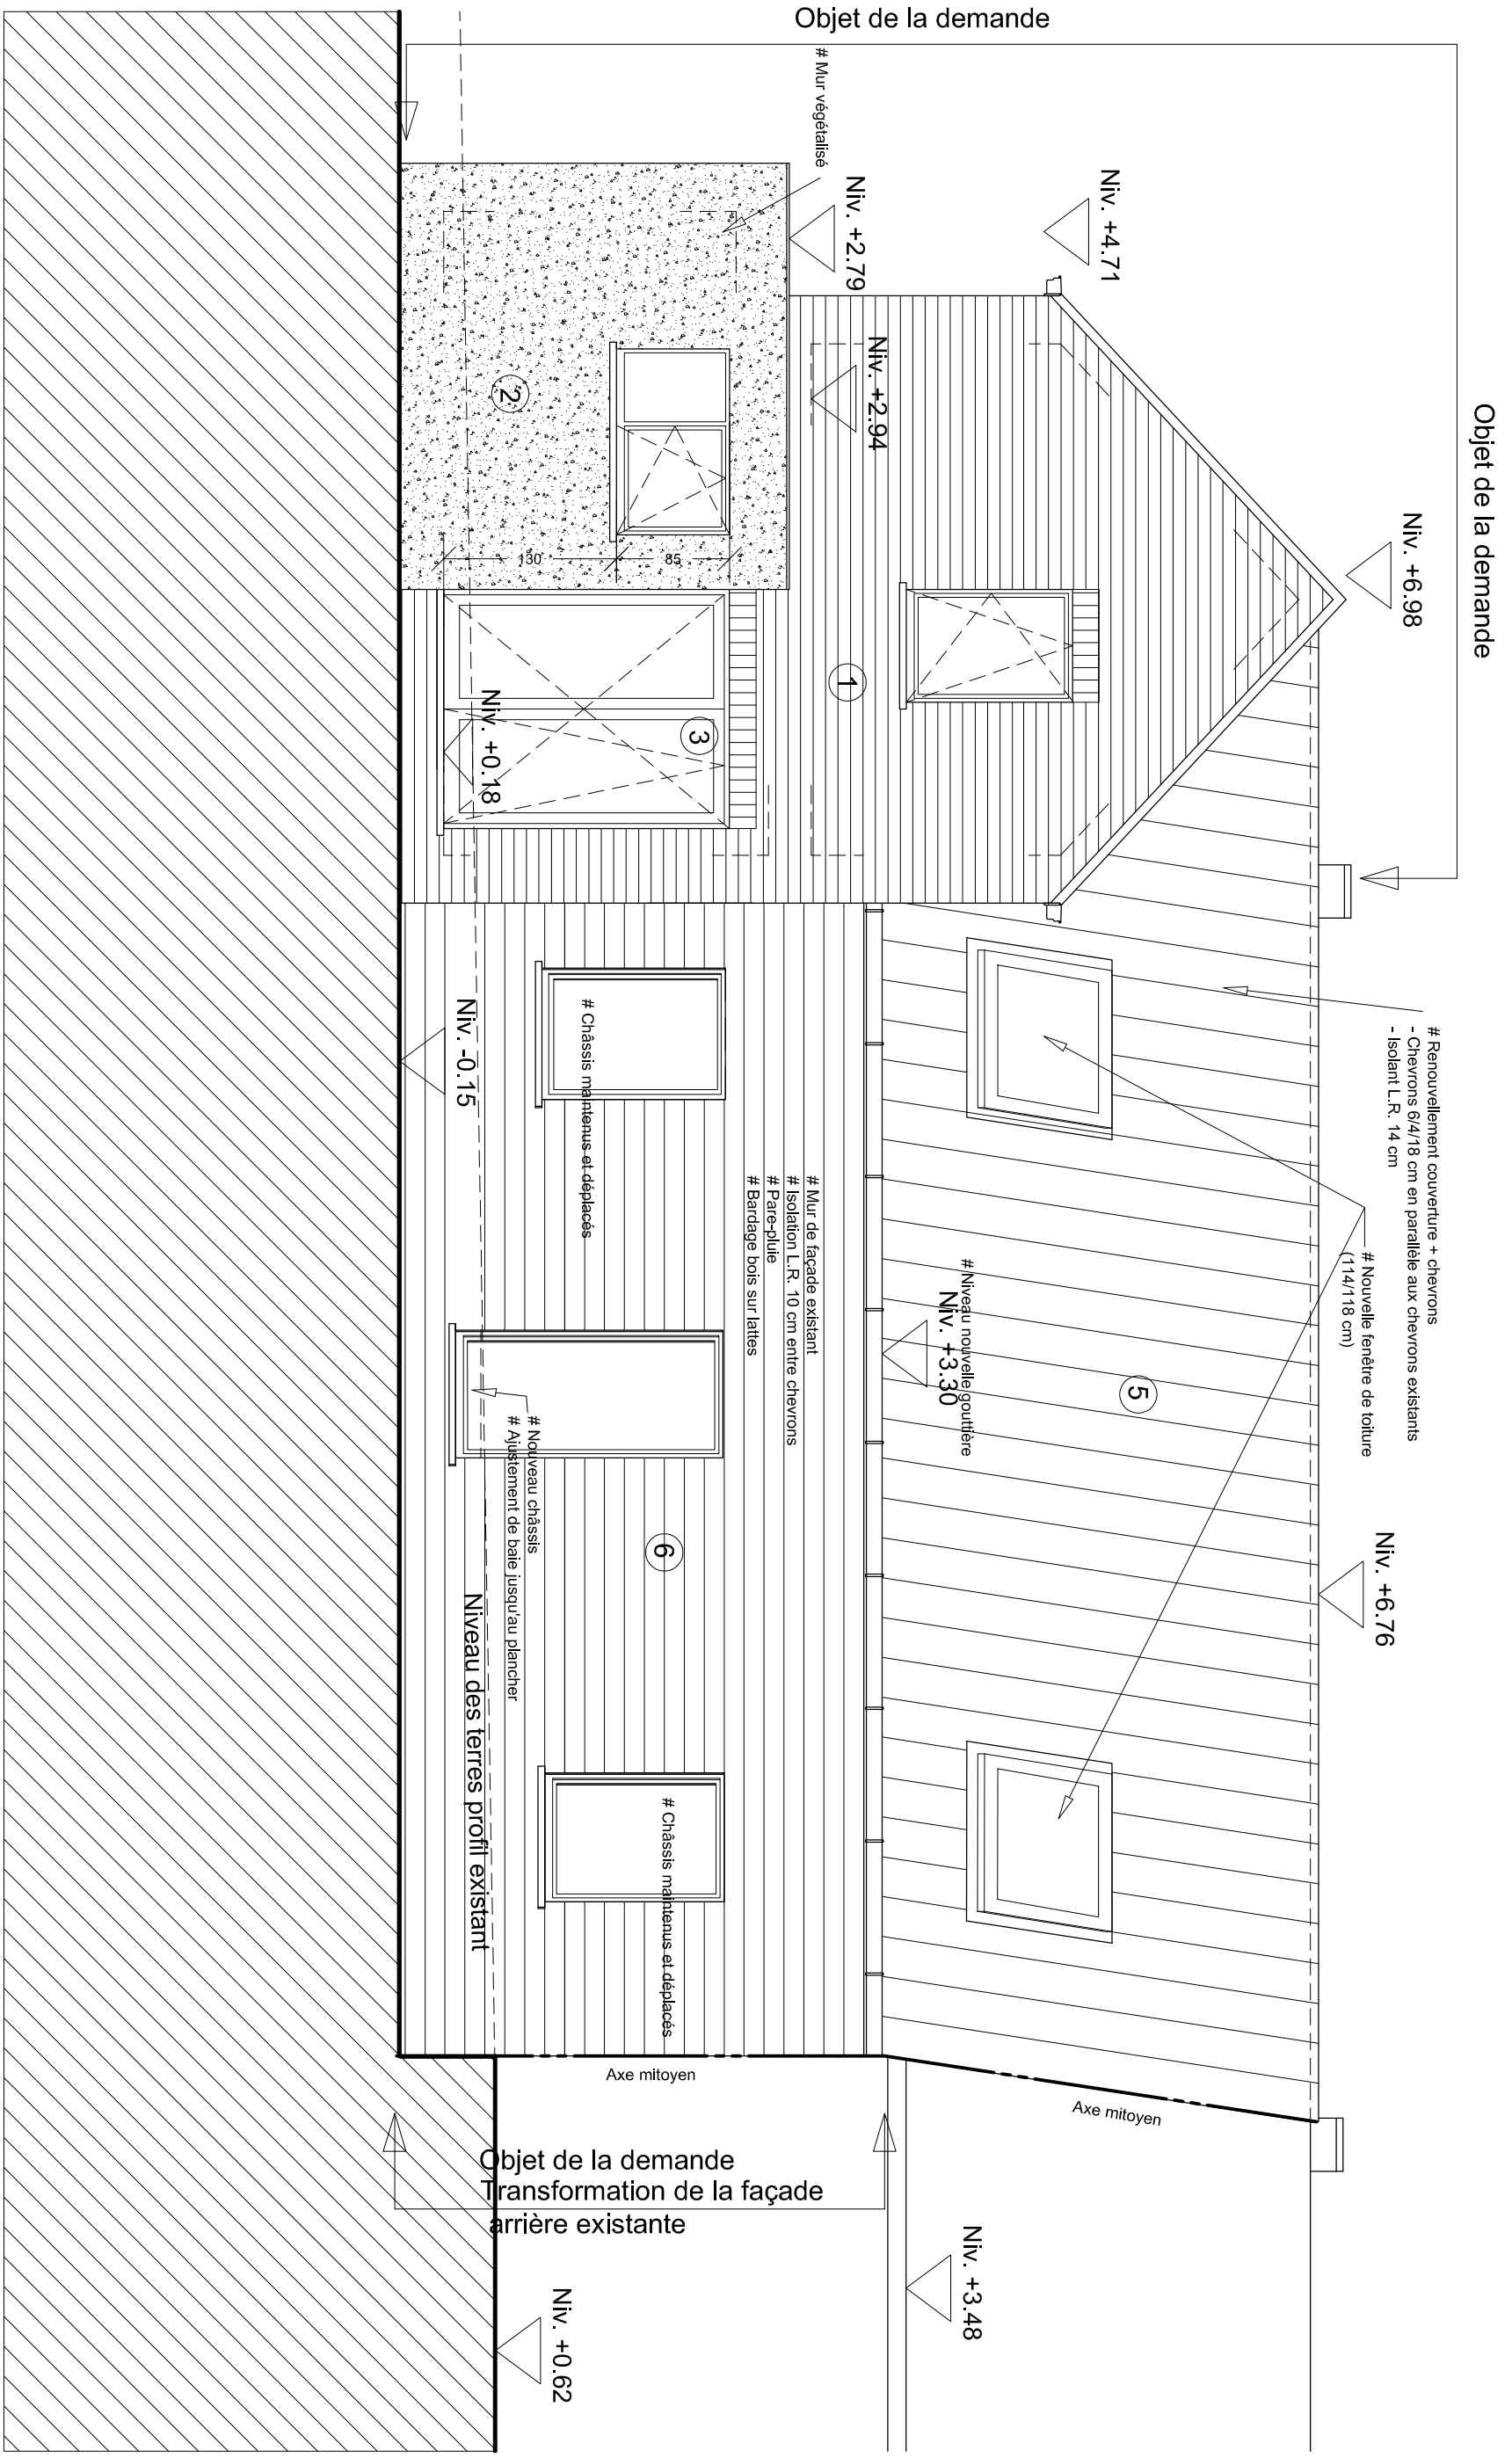 Objet de la demande
Objet de la demande
Niv. +6.98
Niv. +4.71
Niv. +2.79
Niv. +2.94
# Mur végétalisé
# Renouvellement couverture + chevrons
- Chevrons 6/4/18 cm en parallèle aux chevrons existants
- Isolant L.R. 14 cm
# Nouvelle fenêtre de toiture
(114/118 cm)
Niv. +6.76
5
# Niveau nouvelle gouttière
Niv. +3.30
1
2
3
85
130
Niv. +0.18
# Mur de façade existant
# Isolation L.R. 10 cm entre chevrons
# Pare-pluie
# Bardage bois sur lattes
# Châssis maintenus et déplacés
6
# Châssis maintenus et déplacés
# Nouveau châssis
# Ajustement de baie jusqu'au plancher
Niveau des terres profil existant
Niv. -0.15
Axe mitoyen
Axe mitoyen
Objet de la demande
Transformation de la façade
arrière existante
Niv. +3.48
Niv. +0.62